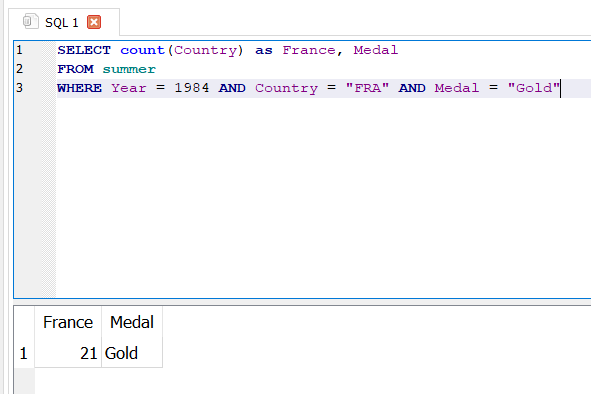 SQL 1
1 SELECT count(Country) as France, Medal
2 FROM summer
3 WHERE Year = 1984 AND Country = "FRA" AND Medal = "Gold"
France Medal
1 21 Gold